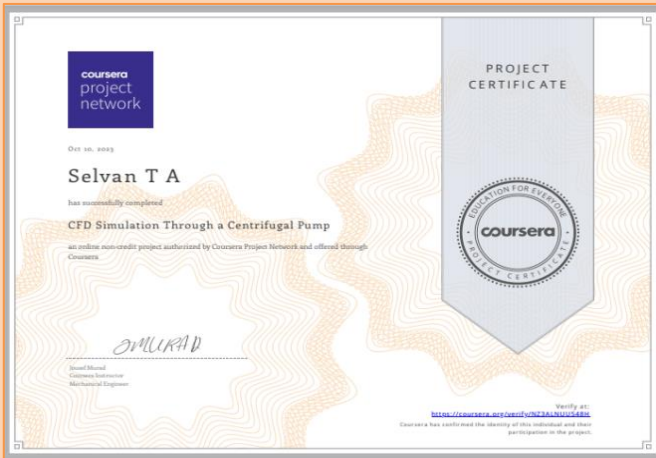 coursera
project
network
Oct 10, 2023
Selvan T A
has successfully completed
CFD Simulation Through a Centrifugal Pump
an online non-credit project authorized by Coursera Project Network and offered through
Coursera
JMURAD
Murad
Coursera Instructor
Mechanical Engineer
PROJECT
CERTIFICATE
EDUCATION FOR EVERYONE
coursera
PROJECT CERTIFICATE
Verify at:
Coursera has confirmed the identity of this individual and their
participation in the project.